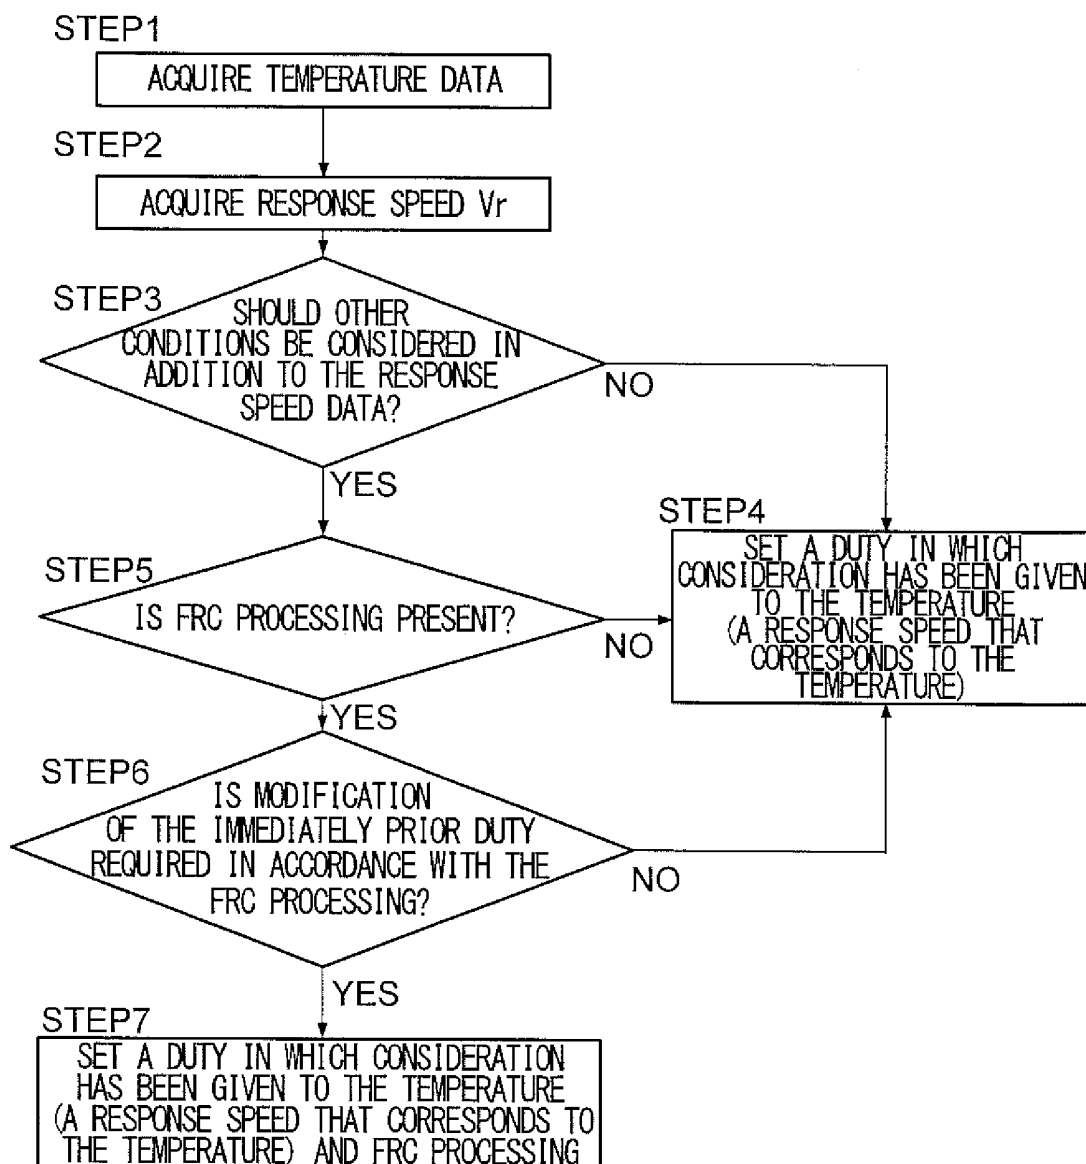 STEP1
ACQUIRE TEMPERATURE DATA
STEP2
ACQUIRE RESPONSE SPEED Vr
STEP3
SHOULD OTHER
CONDITIONS BE CONSIDERED IN
ADDITION TO THE RESPONSE
SPEED DATA?
NO
YES
STEP4
SET A DUTY IN WHICH
CONSIDERATION HAS BEEN GIVEN
TO THE TEMPERATURE
(A RESPONSE SPEED THAT
CORRESPONDS TO THE
TEMPERATURE)
STEP5
IS FRC PROCESSING PRESENT?
NO
YES
STEP6
IS MODIFICATION
OF THE IMMEDIATELY PRIOR DUTY
REQUIRED IN ACCORDANCE WITH THE
FRC PROCESSING?
NO
YES
STEP7
SET A DUTY IN WHICH CONSIDERATION
HAS BEEN GIVEN TO THE TEMPERATURE
(A RESPONSE SPEED THAT CORRESPONDS TO
THE TEMPERATURE) AND FRC PROCESSING